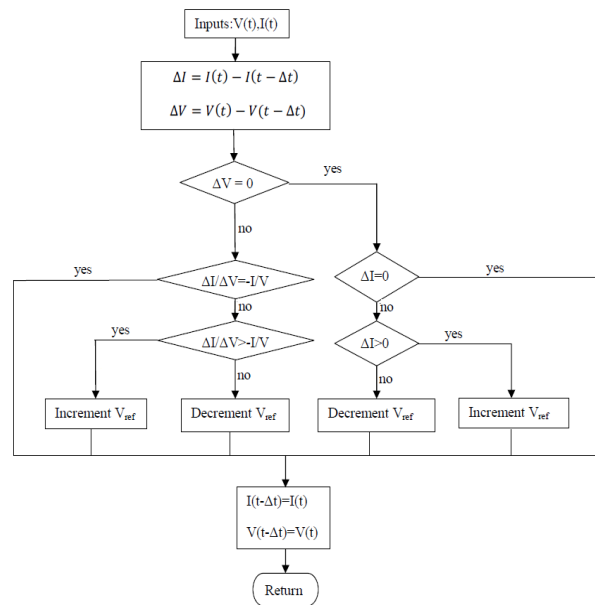 Inputs:V(t),I(t)
ΔI = I(t) − I(t − Δt)
ΔV = V(t) − V(t − Δt)
yes
ΔV = 0
no
yes
ΔI/ΔV=-I/V
ΔI=0
yes
no
no
yes
ΔI/ΔV>-I/V
ΔI>0
yes
no
no
Increment Vref
Decrement Vref
Decrement Vref
Increment Vref
I(t-Δt)=I(t)
V(t-Δt)=V(t)
Return